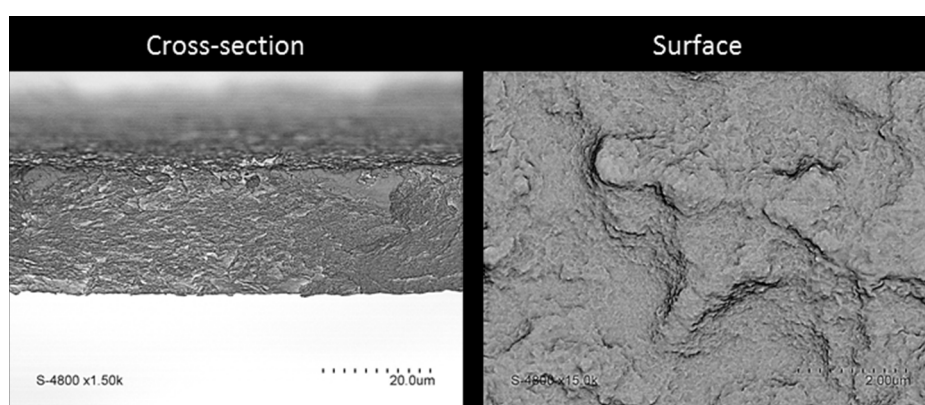 Cross-section
Surface
S-4800 x1.50k
20.0um
S-4800 x15.0k
2.00um